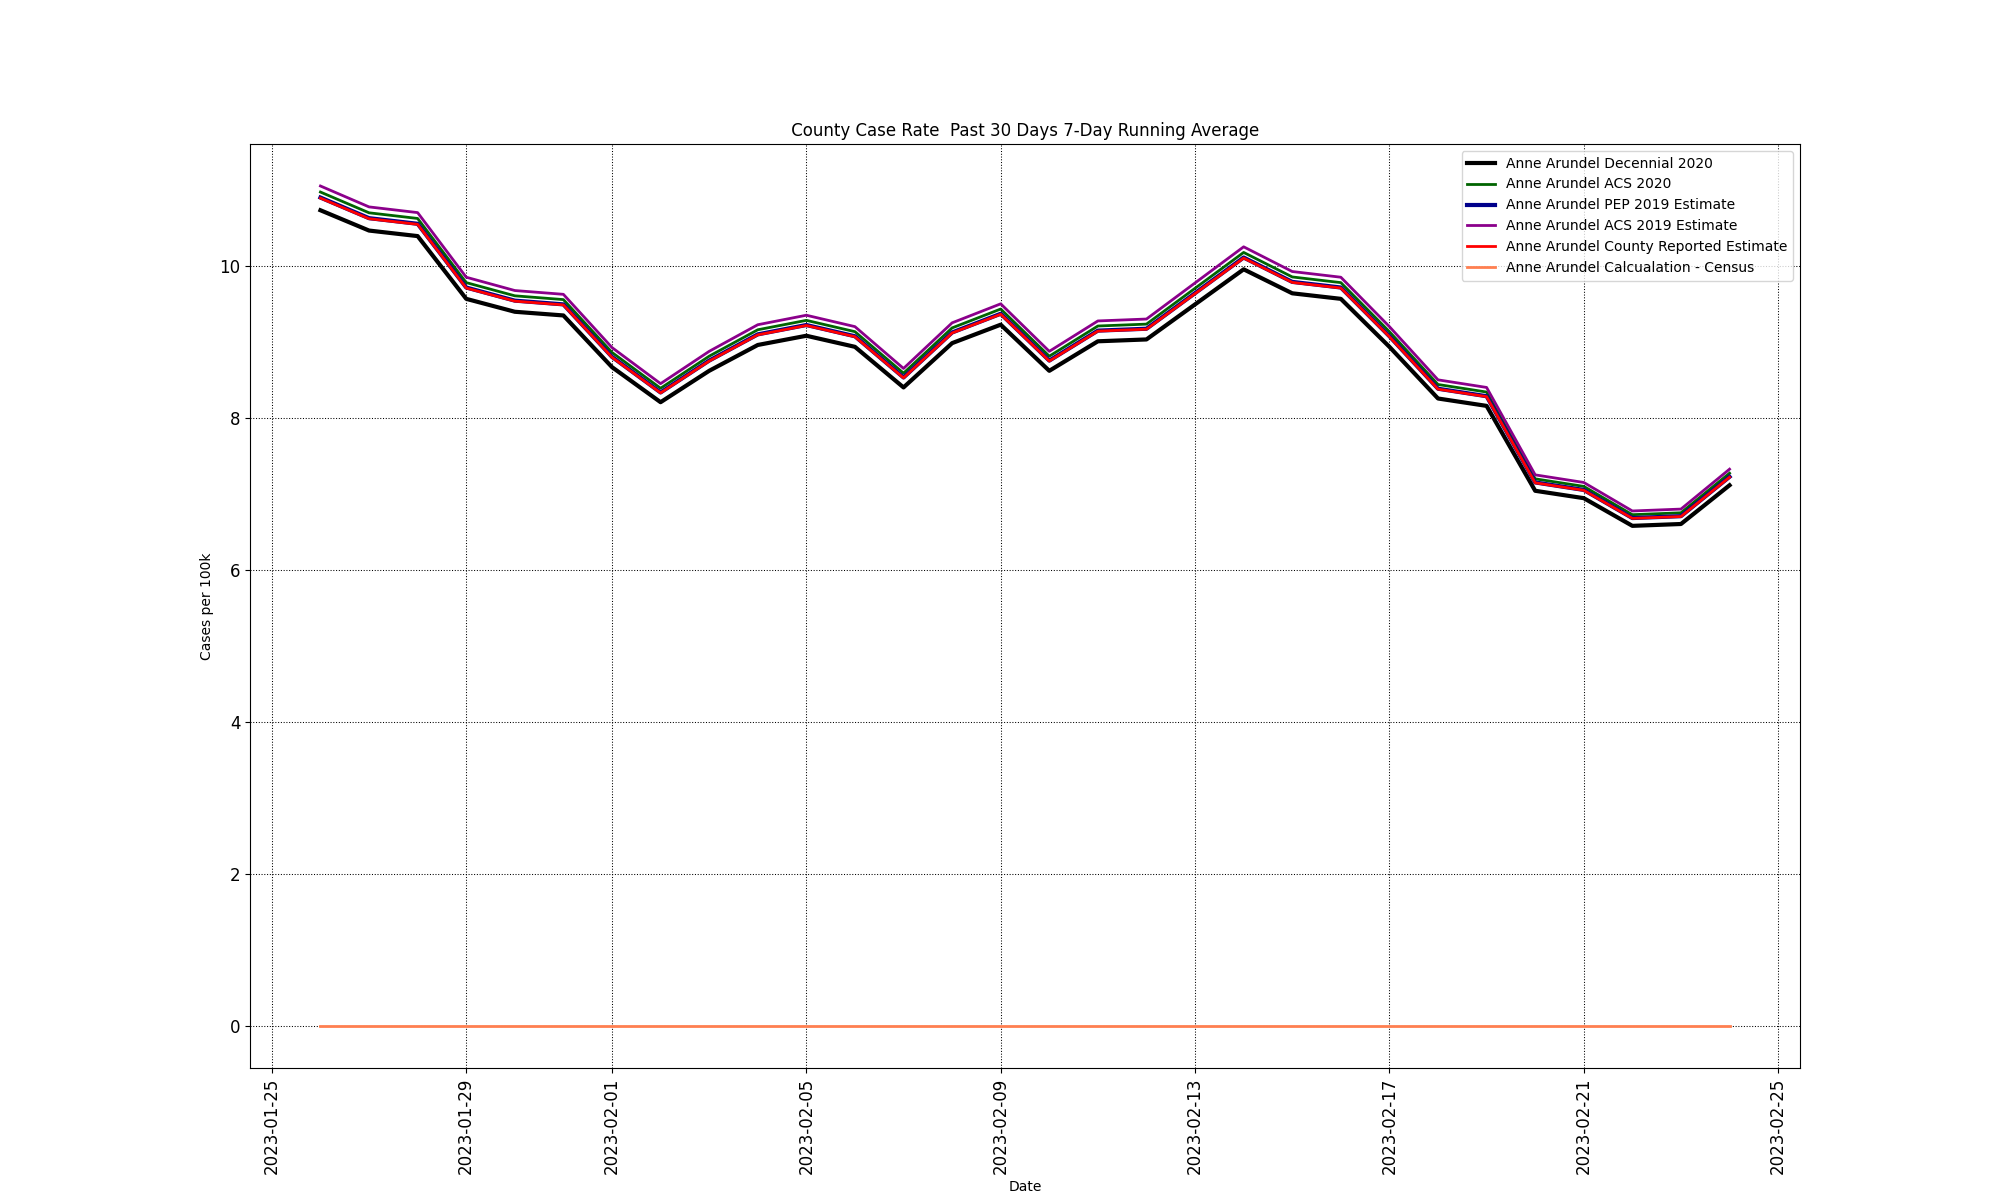 County Case Rate  Past 30 Days 7-Day Running Average
Anne Arundel Decennial 2020
Anne Arundel ACS 2020
Anne Arundel PEP 2019 Estimate
Anne Arundel ACS 2019 Estimate
Anne Arundel County Reported Estimate
Anne Arundel Calcualation - Census
10
8
6
4
2
0
Cases per 100k
2023-01-25
2023-01-29
2023-02-01
2023-02-05
2023-02-09
2023-02-13
2023-02-17
2023-02-21
2023-02-25
Date